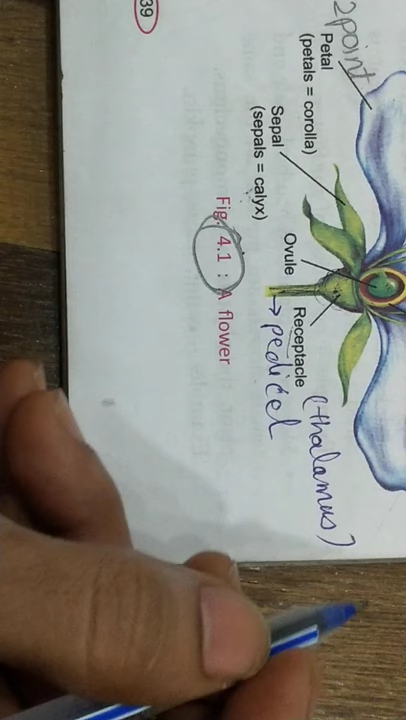 2 point
Petal
(petals = corolla)
Sepal
(sepals = calyx)
Ovule
Receptacle
(thalamus)
→ pedicel
Fig. 4.1 : A flower
39